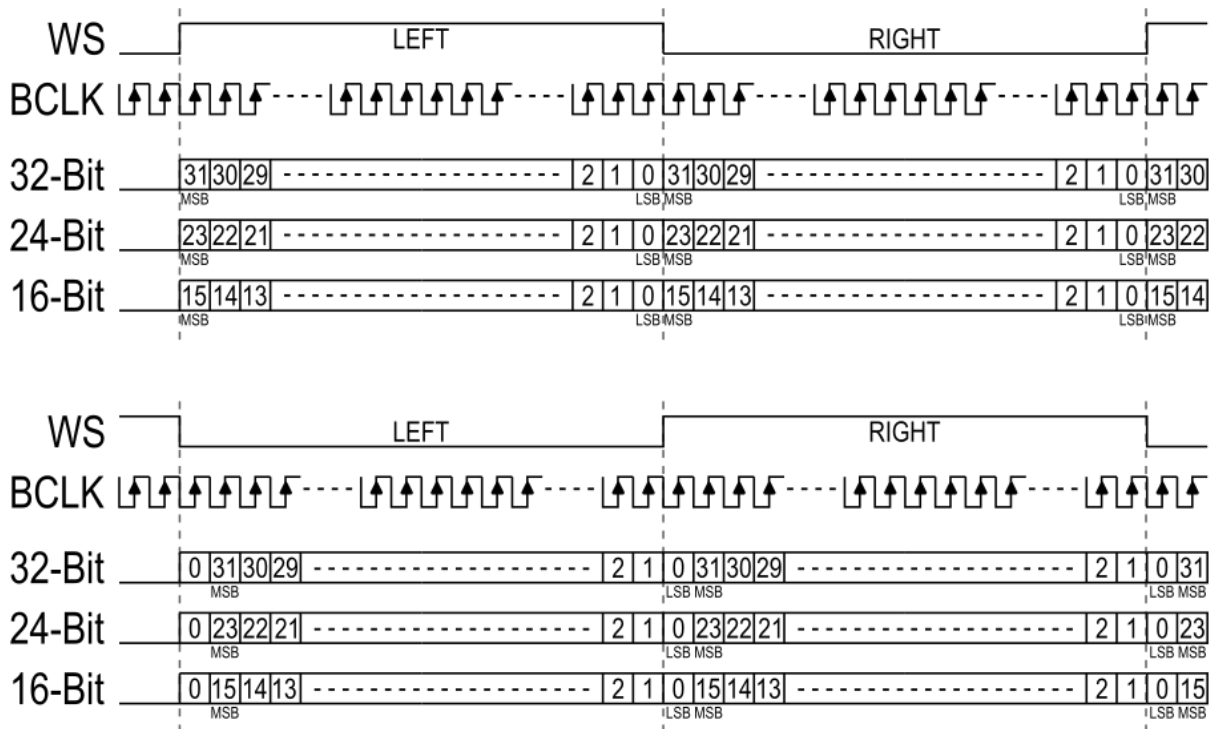 WS LEFT RIGHT
BCLK
32-Bit 31 30 29 2 1 0 31 30 29 2 1 0 31 30
MSB LSB MSB LSB MSB
24-Bit 23 22 21 2 1 0 23 22 21 2 1 0 23 22
MSB LSB MSB LSB MSB
16-Bit 15 14 13 2 1 0 15 14 13 2 1 0 15 14
MSB LSB MSB LSB MSB
WS LEFT RIGHT
BCLK
32-Bit 0 31 30 29 2 1 0 31 30 29 2 1 0 31
MSB LSB MSB LSB MSB
24-Bit 0 23 22 21 2 1 0 23 22 21 2 1 0 23
MSB LSB MSB LSB MSB
16-Bit 0 15 14 13 2 1 0 15 14 13 2 1 0 15
MSB LSB MSB LSB MSB